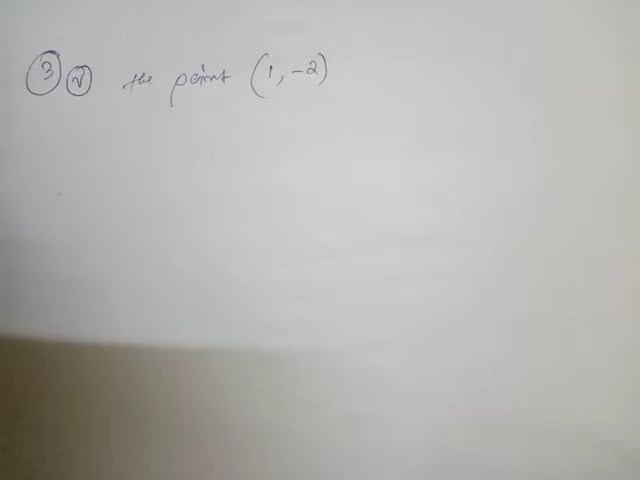 3 v the point (1, -2)